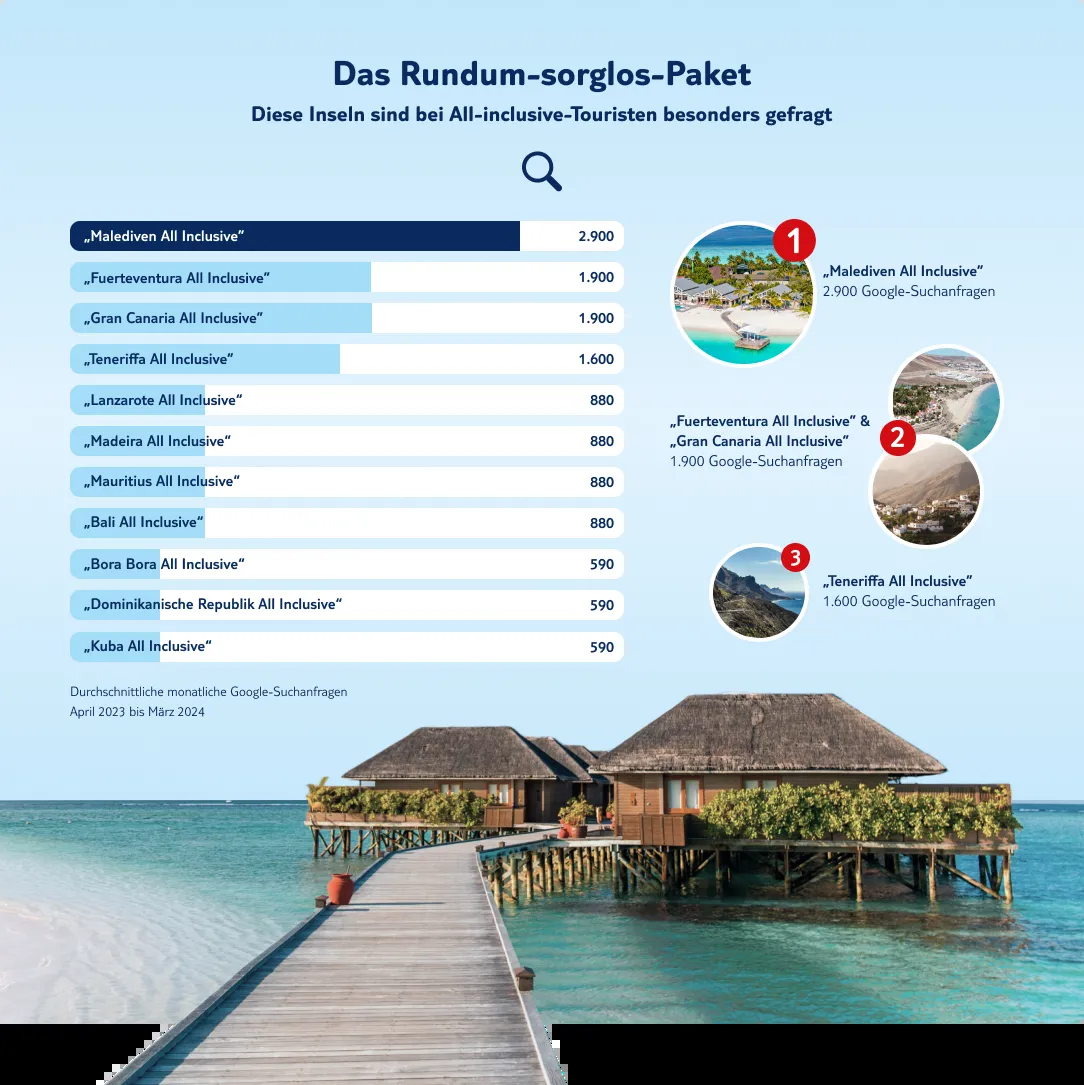 Das Rundum-sorglos-Paket
Diese Inseln sind bei All-inclusive-Touristen besonders gefragt
„Malediven All Inclusive“ 2.900
„Fuerteventura All Inclusive“ 1.900
„Gran Canaria All Inclusive“ 1.900
„Teneriffa All Inclusive“ 1.600
„Lanzarote All Inclusive“ 880
„Madeira All Inclusive“ 880
„Mauritius All Inclusive“ 880
„Bali All Inclusive“ 880
„Bora Bora All Inclusive“ 590
„Dominikanische Republik All Inclusive“ 590
„Kuba All Inclusive“ 590
Durchschnittliche monatliche Google-Suchanfragen
April 2023 bis März 2024
1
„Malediven All Inclusive“
2.900 Google-Suchanfragen
2
„Fuerteventura All Inclusive“ &
„Gran Canaria All Inclusive“
1.900 Google-Suchanfragen
3
„Teneriffa All Inclusive“
1.600 Google-Suchanfragen